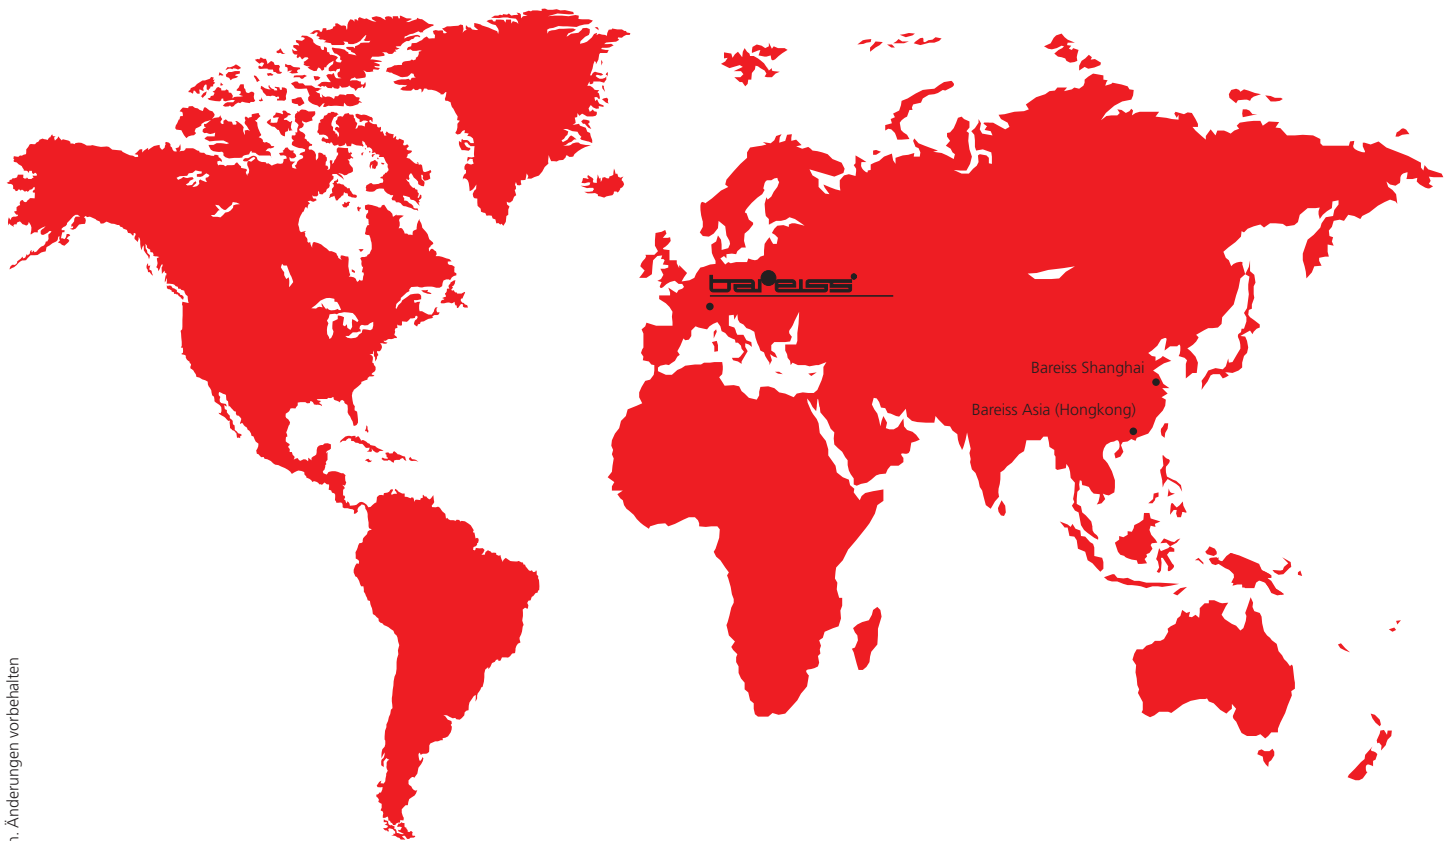 bareiss
Bareiss Shanghai
Bareiss Asia (Hongkong)
Änderungen vorbehalten